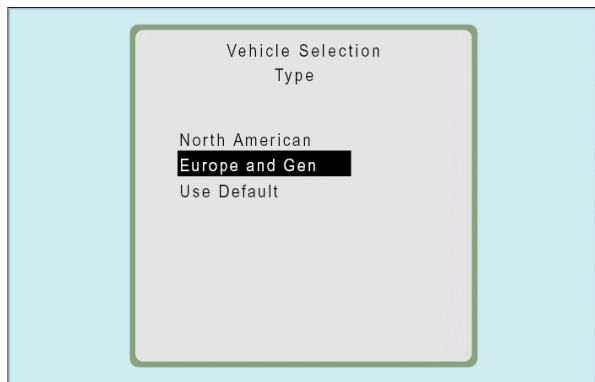 Vehicle Selection
Type
North American
Europe and Gen
Use Default